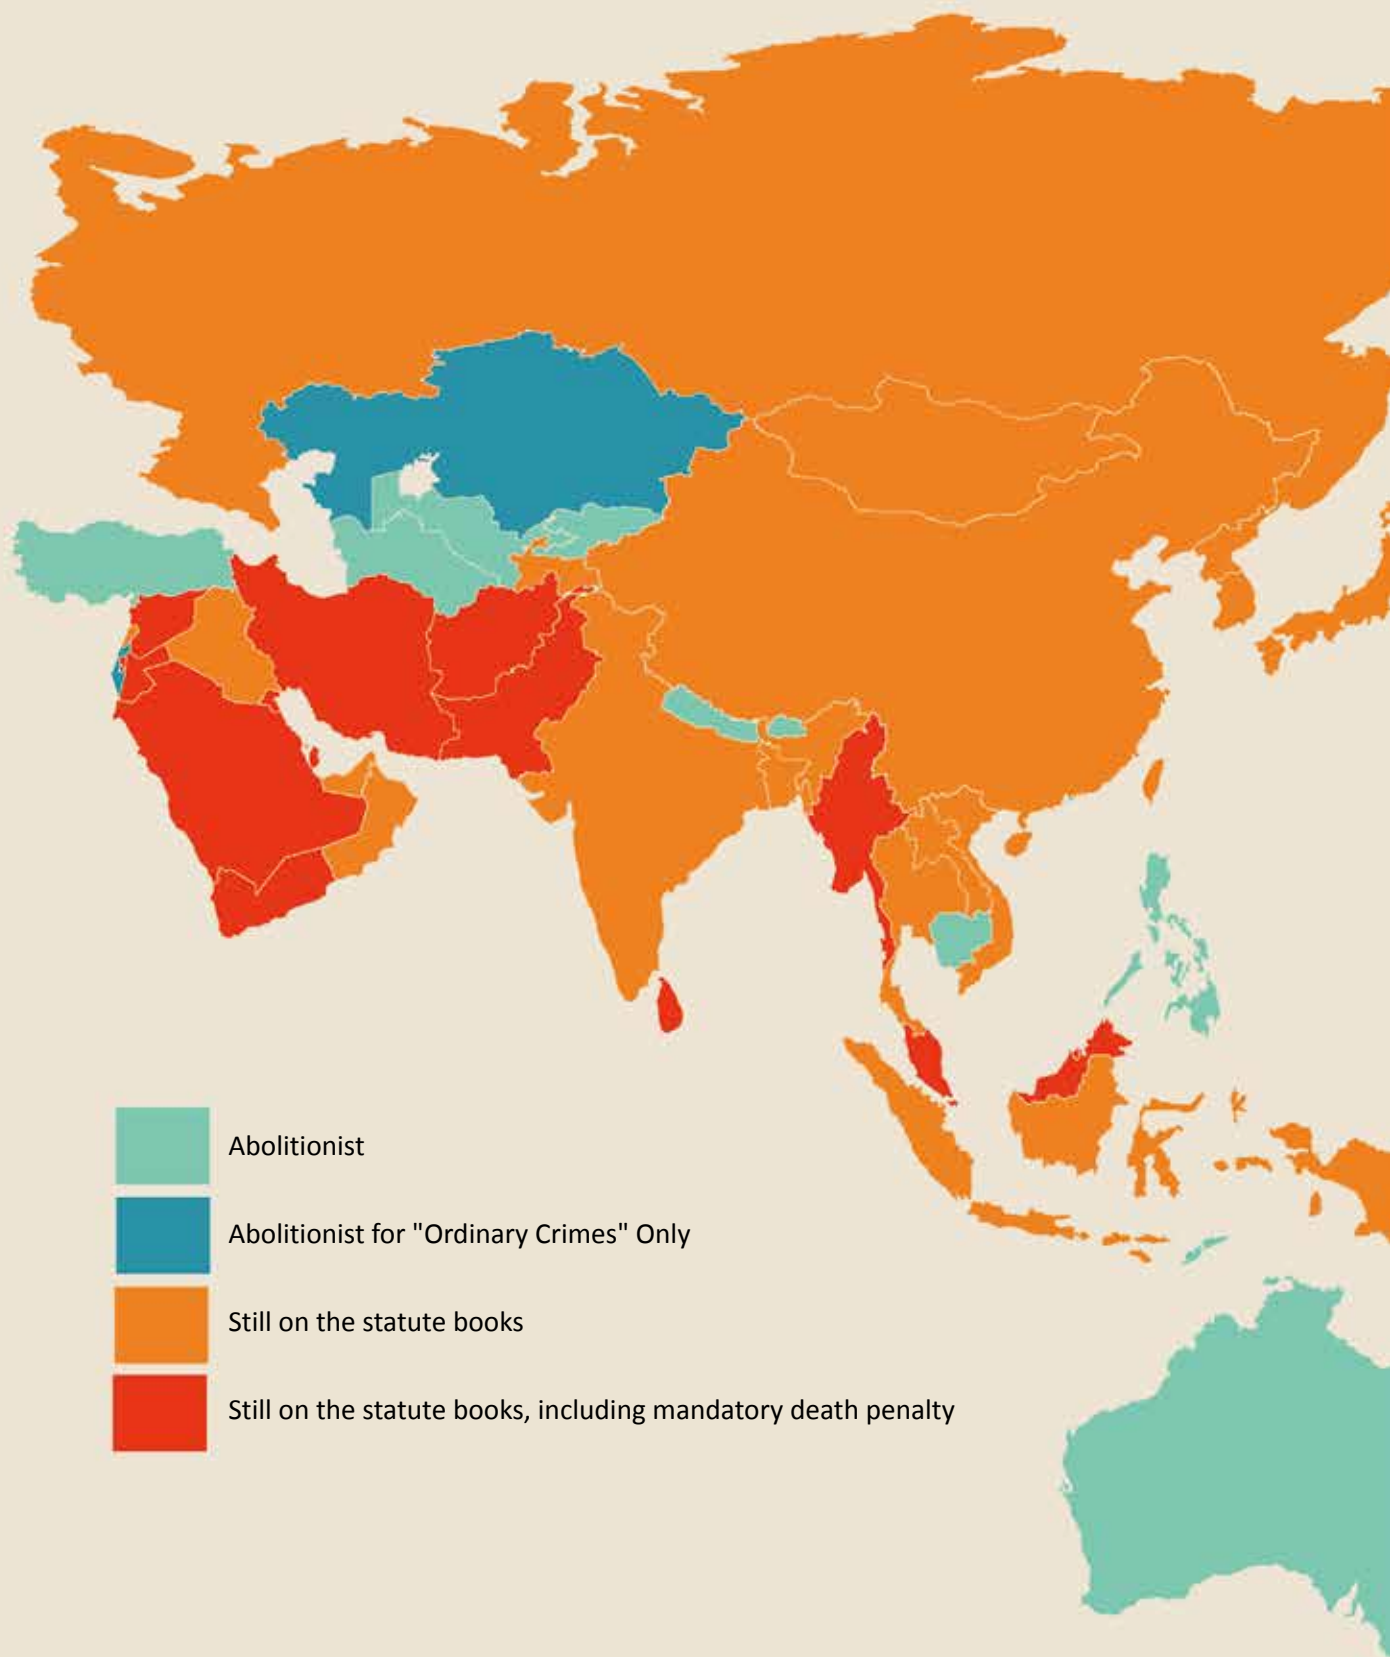 Abolitionist
Abolitionist for "Ordinary Crimes" Only
Still on the statute books
Still on the statute books, including mandatory death penalty